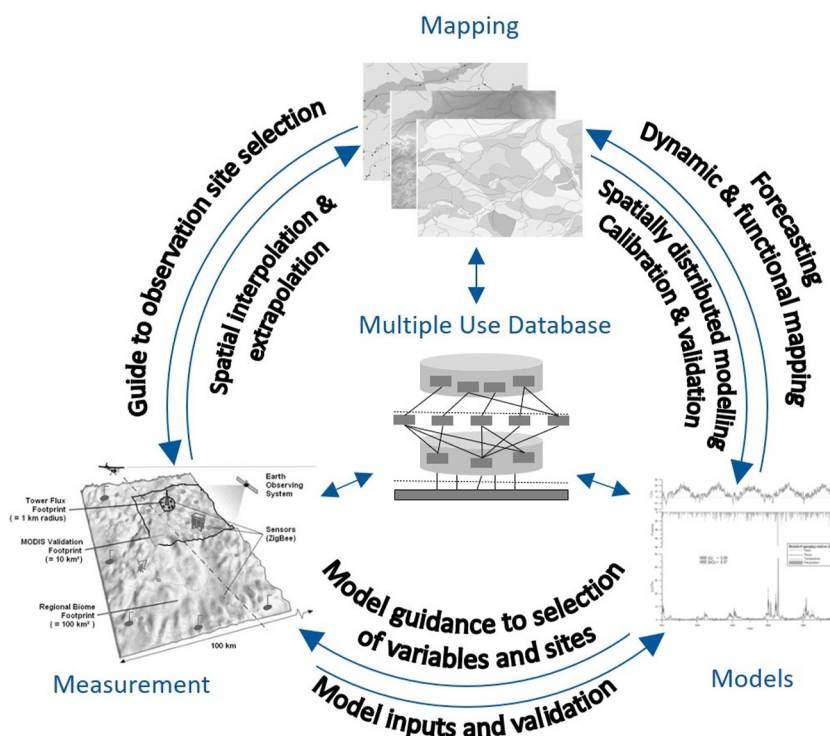 Mapping
Guide to observation site selection
Spatial interpolation &
extrapolation
Forecasting
Dynamic & functional mapping
Spatially distributed modelling
Calibration & validation
Multiple Use Database
Tower Flux
Footprint
( = 1 km radius)
MODIS Validation
Footprint
(= 10 km²)
Regional Biome
Footprint
( = 100 km²)
Earth
Observing
System
Sensors
(ZigBee)
100 km
Measurement
Model guidance to selection
of variables and sites
Model inputs and validation
Models